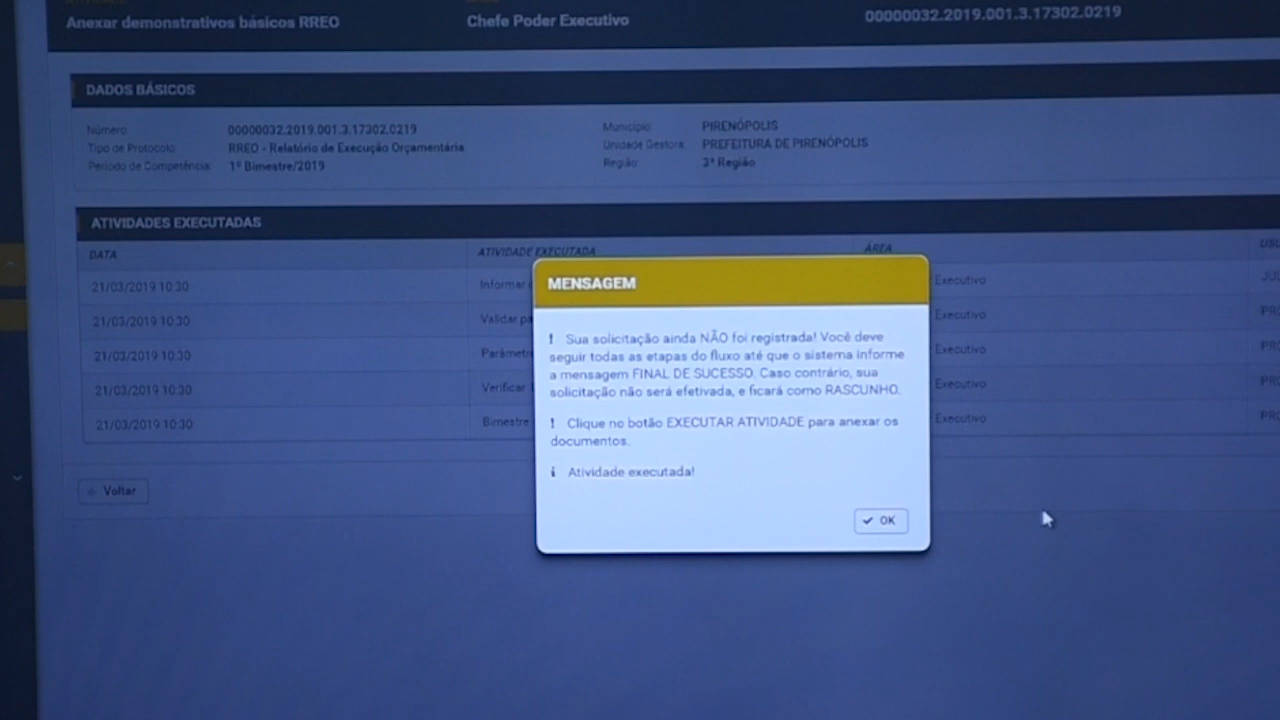 Anexar demonstrativos básicos RREO
Chefe Poder Executivo
00000032.2019.001.3.17302.0219
DADOS BÁSICOS
Número: 00000032.2019.001.3.17302.0219
Município: PIRENÓPOLIS
Tipo de Protocolo: RREO - Relatório de Execução Orçamentária
Unidade Gestora: PREFEITURA DE PIRENÓPOLIS
Período de Competência: 1º Bimestre/2019
Região: 3ª Região
ATIVIDADES EXECUTADAS
DATA ATIVIDADE EXECUTADA ÁREA
21/03/2019 10:30 Informar Executivo
21/03/2019 10:30 Validar Executivo
21/03/2019 10:30 Executivo
21/03/2019 10:30 Verificar Executivo
21/03/2019 10:30 Bimestre Executivo
Voltar
MENSAGEM
! Sua solicitação ainda NÃO foi registrada! Você deve
seguir todas as etapas do fluxo até que o sistema informe
a mensagem FINAL DE SUCESSO. Caso contrário, sua
solicitação não será efetivada, e ficará como RASCUNHO.
! Clique no botão EXECUTAR ATIVIDADE para anexar os
documentos.
i Atividade executada!
OK